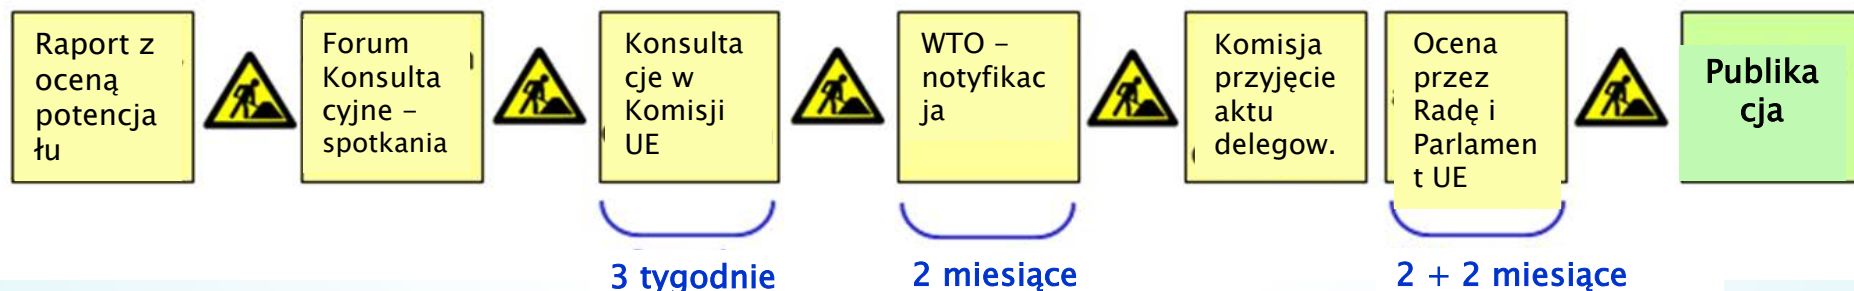 Raport z
oceną
potencja
łu
Forum
Konsulta
cyjne –
spotkania
Konsulta
cje w
Komisji
UE
WTO –
notyfikac
ja
Komisja
przyjęcie
aktu
delegow.
Ocena
przez
Radę i
Parlamen
t UE
Publika
cja
3 tygodnie
2 miesiące
2 + 2 miesiące